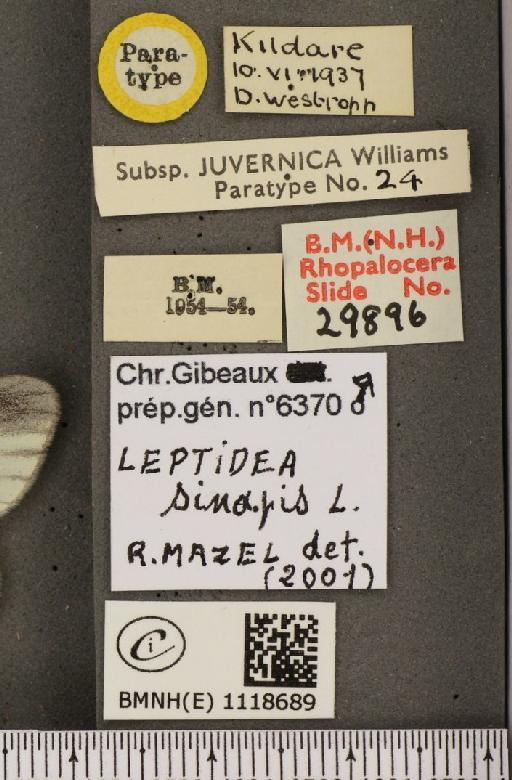 Para-
type
Kildare
10.vi.1937
D. Westropp
Subsp. JUVERNICA Williams
Paratype No. 24
B.M.
1954—54.
B.M.(N.H.)
Rhopalocera
Slide No.
29896
Chr.Gibeaux
prép.gén. n°6370 ♂
LEPTIDEA
sinapis L.
R.MAZEL det.
(2001)
i
BMNH(E) 1118689